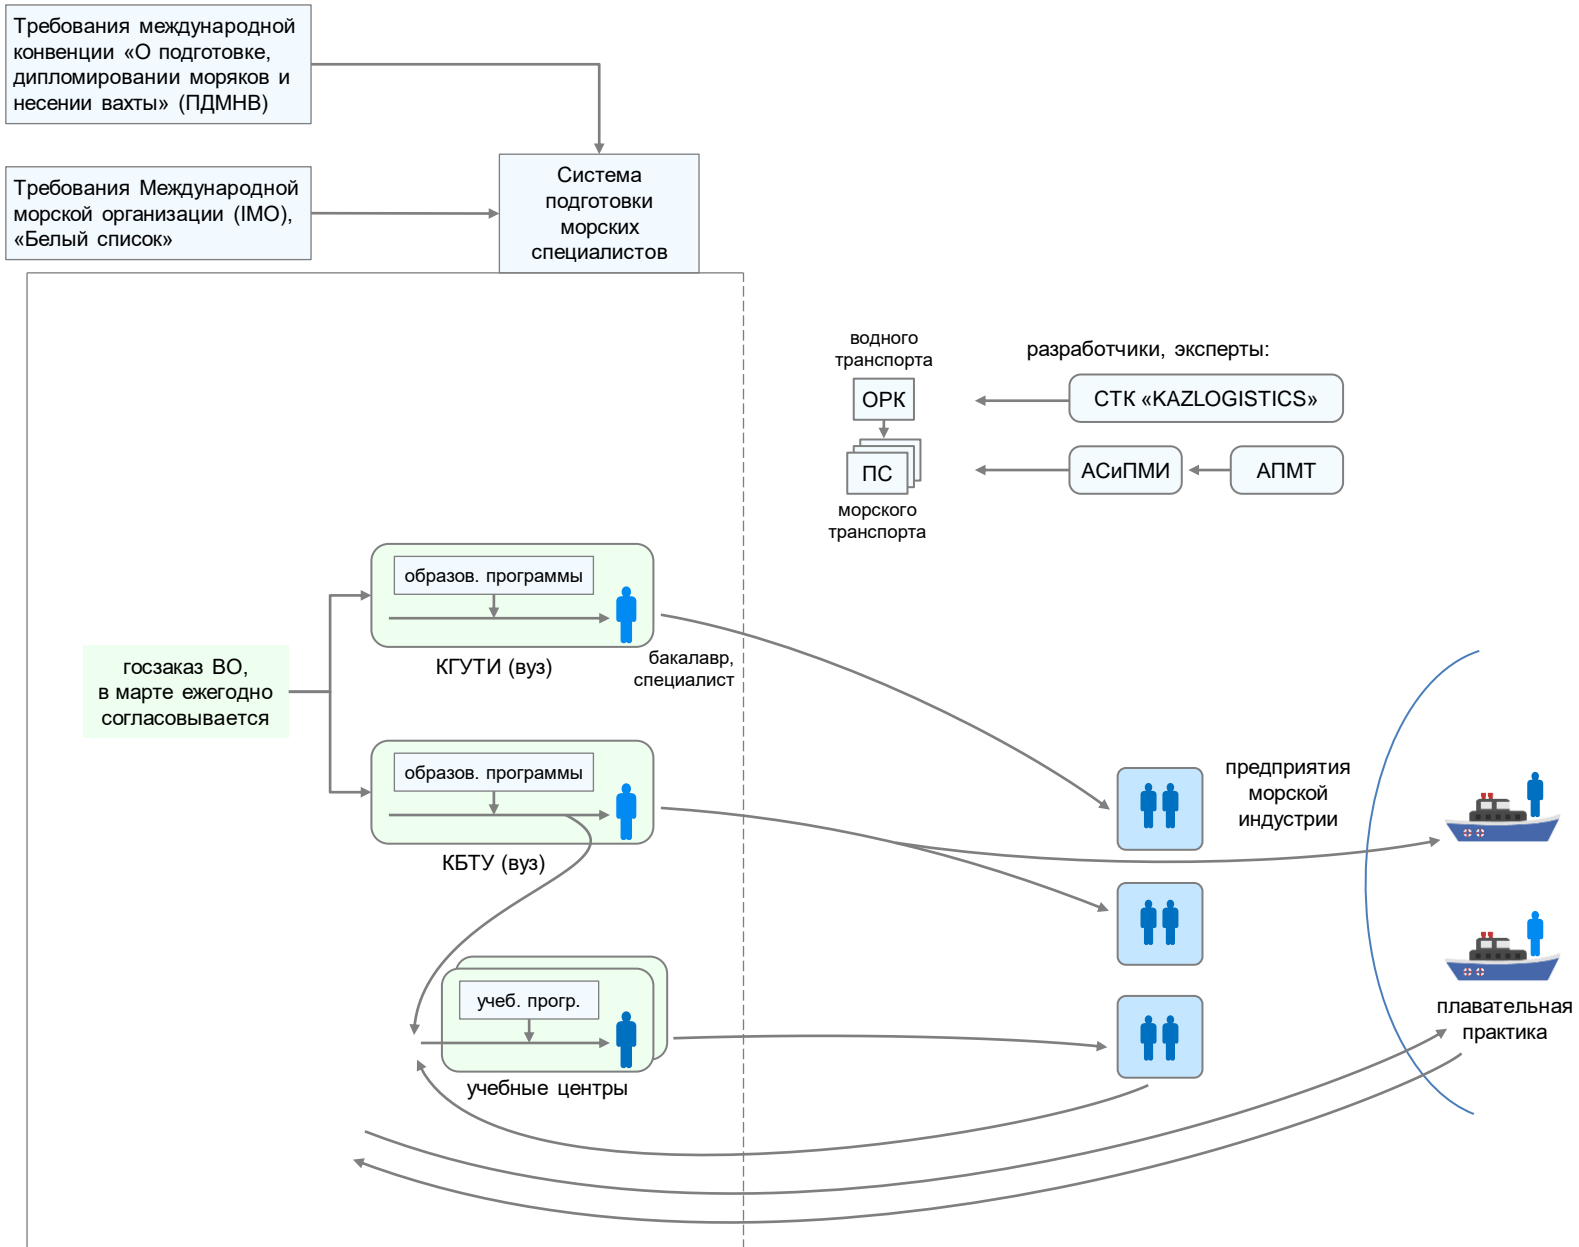 Требования международной
конвенции «О подготовке,
дипломировании моряков и
несении вахты» (ПДМНВ)
Требования Международной
морской организации (IMO),
«Белый список»
Система
подготовки
морских
специалистов
водного
транспорта
ОРК
ПС
морского
транспорта
разработчики, эксперты:
СТК «KAZLOGISTICS»
АСиПМИ
АПМТ
образов. программы
КГУТИ (вуз)
бакалавр,
специалист
госзаказ ВО,
в марте ежегодно
согласовывается
образов. программы
КБТУ (вуз)
предприятия
морской
индустрии
учеб. прогр.
учебные центры
плавательная
практика